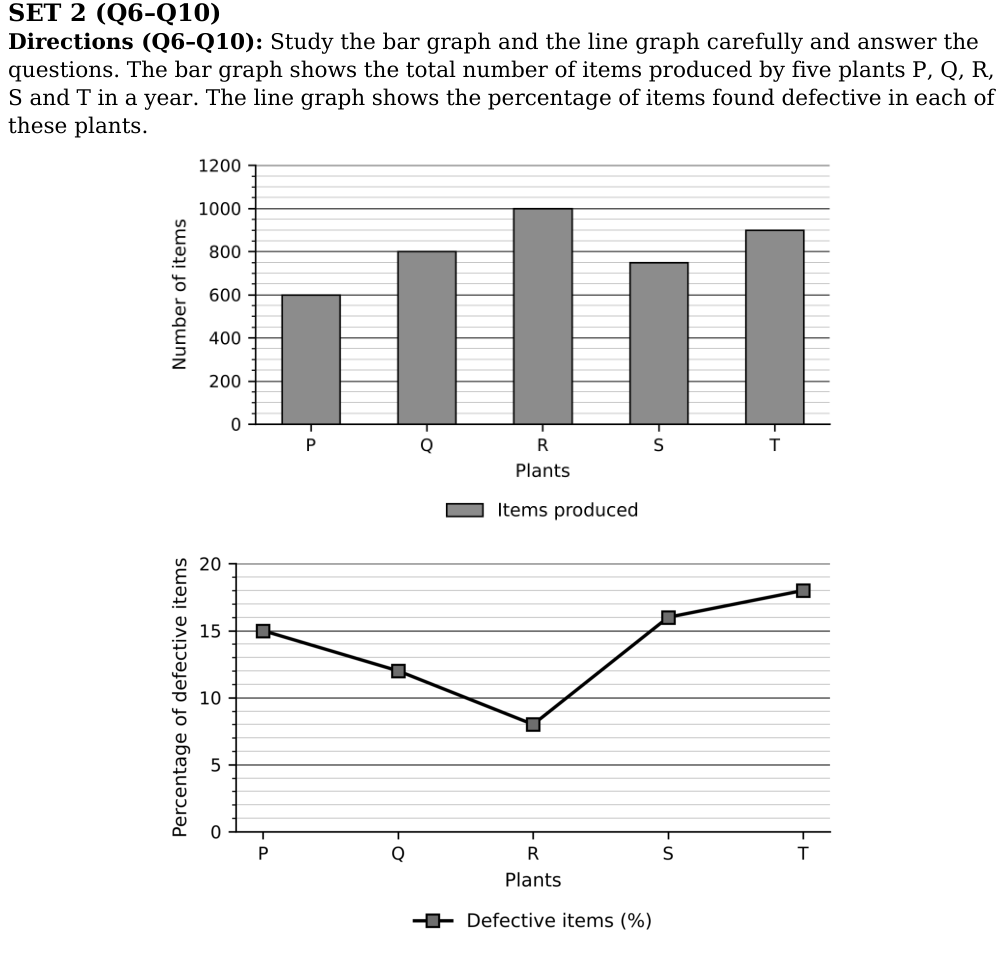 SET 2 (Q6–Q10)
Directions (Q6–Q10): Study the bar graph and the line graph carefully and answer the
questions. The bar graph shows the total number of items produced by five plants P, Q, R,
S and T in a year. The line graph shows the percentage of items found defective in each of
these plants.
Number of items
1200
1000
800
600
400
200
0
P Q R S T
Plants
Items produced
Percentage of defective items
20
15
10
5
0
P Q R S T
Plants
Defective items (%)